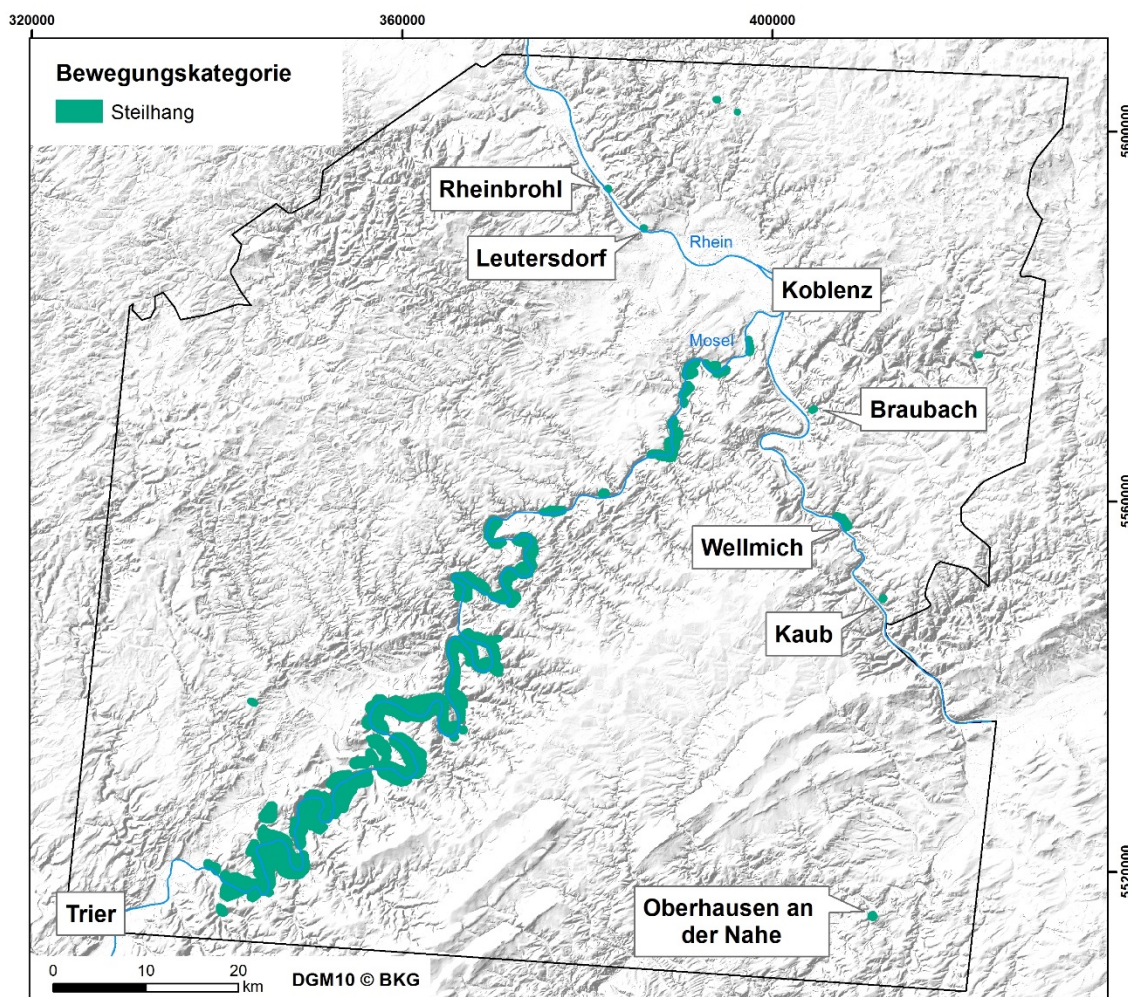 320000
360000
400000
Bewegungskategorie
Steilhang
5600000
Rheinbrohl
Leutersdorf
Rhein
Koblenz
Mosel
Braubach
5560000
Wellmich
Kaub
5520000
Trier
Oberhausen an
der Nahe
0 10 20
km
DGM10 © BKG